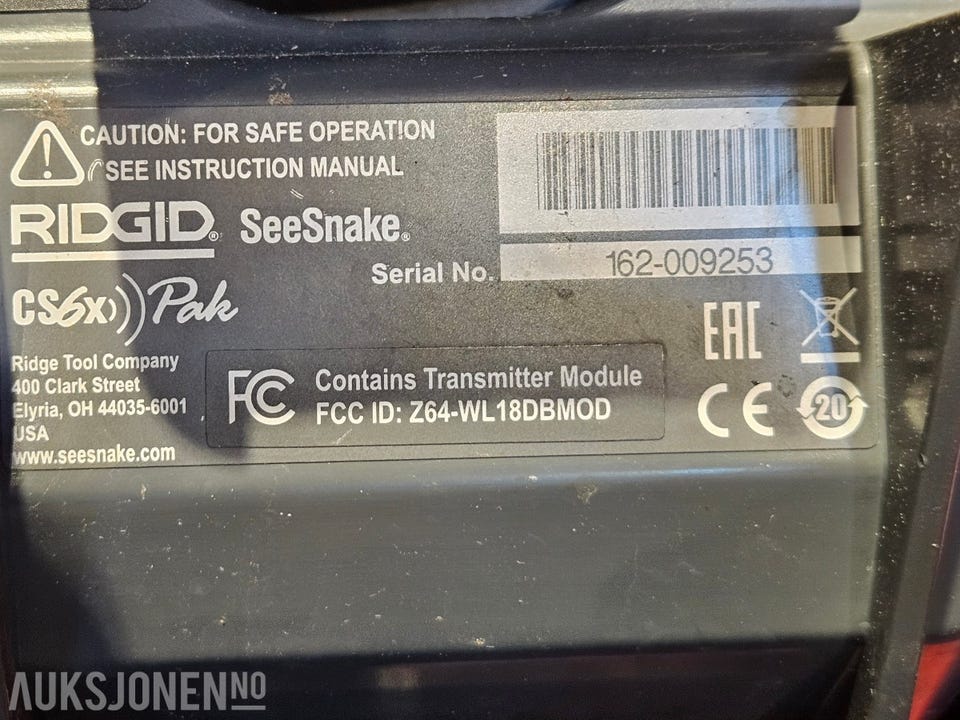 CAUTION: FOR SAFE OPERATION
SEE INSTRUCTION MANUAL
RIDGID® SeeSnake®
Serial No. 162-009253
CS6x Pak
EAC
Ridge Tool Company
400 Clark Street
Elyria, OH 44035-6001
USA
www.seesnake.com
FC Contains Transmitter Module
FCC ID: Z64-WL18DBMOD
CE 20
AUKSJONEN NO